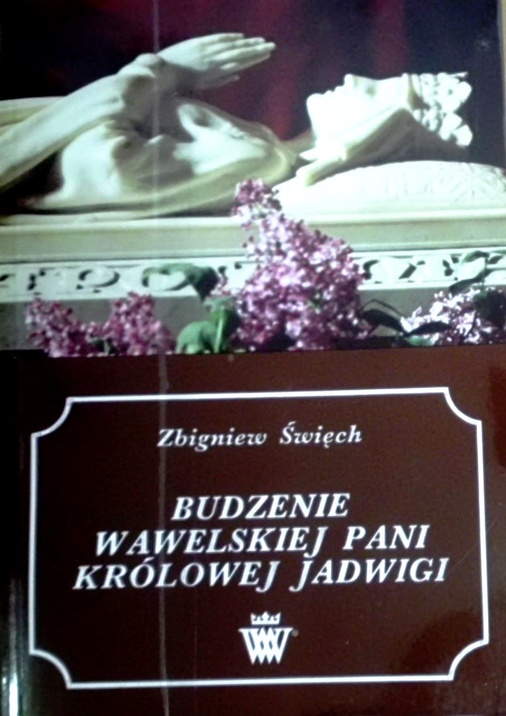 Zbigniew Święch
BUDZENIE
WAWELSKIEJ PANI
KRÓLOWEJ JADWIGI